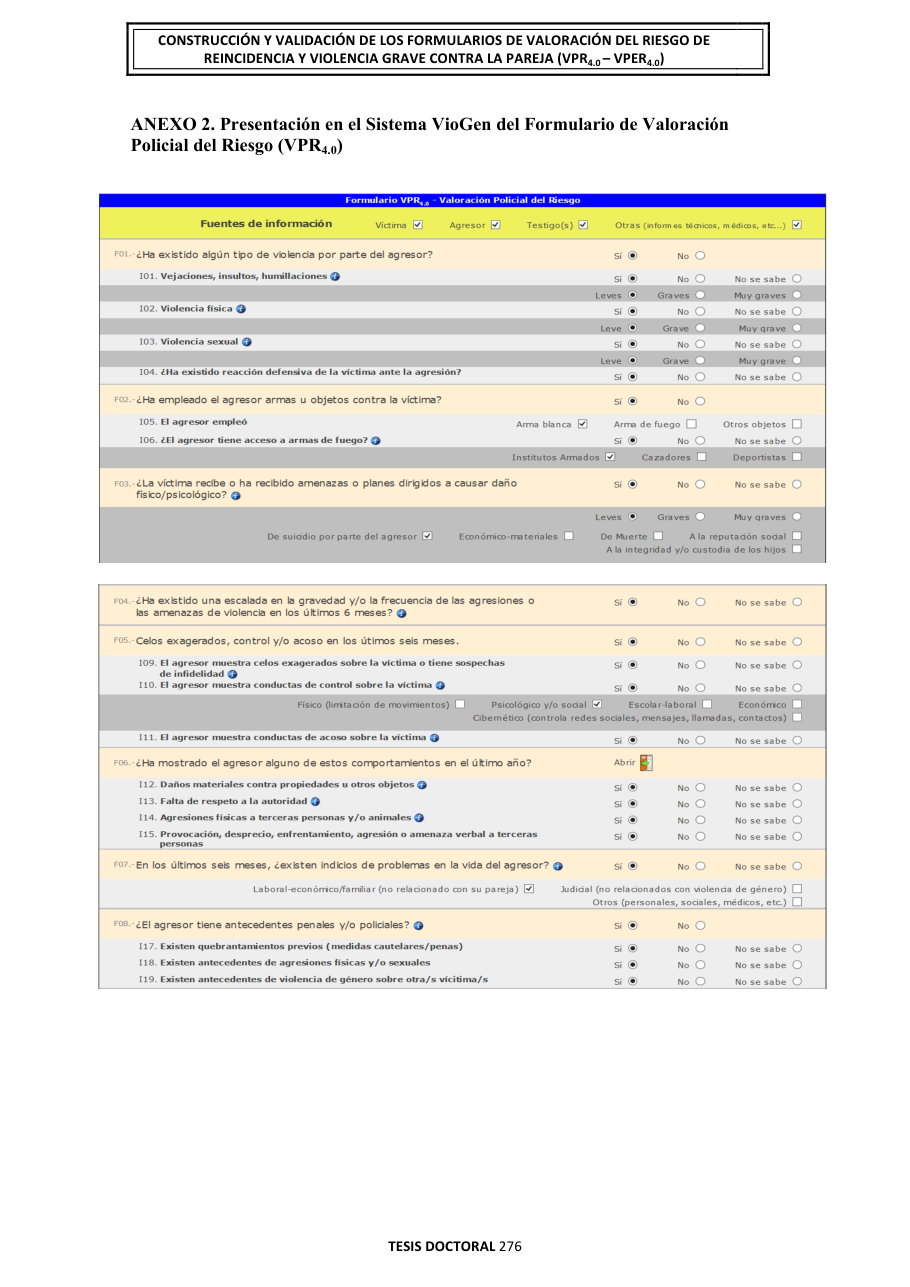 CONSTRUCCIÓN Y VALIDACIÓN DE LOS FORMULARIOS DE VALORACIÓN DEL RIESGO DE
REINCIDENCIA Y VIOLENCIA GRAVE CONTRA LA PAREJA (VPR4.0 – VPER4.0)
ANEXO 2. Presentación en el Sistema VioGen del Formulario de Valoración
Policial del Riesgo (VPR4.0)
Formulario VPR4.0 - Valoración Policial del Riesgo
Fuentes de información Víctima Agresor Testigo(s) Otras (informes técnicos, médicos, etc...)
F01.- ¿Ha existido algún tipo de violencia por parte del agresor? Sí No
I01. Vejaciones, insultos, humillaciones Sí No No se sabe
Leves Graves Muy graves
I02. Violencia física Sí No No se sabe
Leve Grave Muy grave
I03. Violencia sexual Sí No No se sabe
Leve Grave Muy grave
I04. ¿Ha existido reacción defensiva de la víctima ante la agresión? Sí No No se sabe
F02.- ¿Ha empleado el agresor armas u objetos contra la víctima? Sí No
I05. El agresor empleó Arma blanca Arma de fuego Otros objetos
I06. ¿El agresor tiene acceso a armas de fuego? Sí No No se sabe
Institutos Armados Cazadores Deportistas
F03.- ¿La víctima recibe o ha recibido amenazas o planes dirigidos a causar daño Sí No No se sabe
físico/psicológico?
Leves Graves Muy graves
De suicidio por parte del agresor Económico-materiales De Muerte A la reputación social
A la integridad y/o custodia de los hijos
F04.- ¿Ha existido una escalada en la gravedad y/o la frecuencia de las agresiones o Sí No No se sabe
las amenazas de violencia en los últimos 6 meses?
F05.- Celos exagerados, control y/o acoso en los útimos seis meses. Sí No No se sabe
I09. El agresor muestra celos exagerados sobre la víctima o tiene sospechas Sí No No se sabe
de infidelidad
I10. El agresor muestra conductas de control sobre la víctima Sí No No se sabe
Físico (limitación de movimientos) Psicológico y/o social Escolar-laboral Económico
Cibernético (controla redes sociales, mensajes, llamadas, contactos)
I11. El agresor muestra conductas de acoso sobre la víctima Sí No No se sabe
F06.- ¿Ha mostrado el agresor alguno de estos comportamientos en el último año? Abrir
I12. Daños materiales contra propiedades u otros objetos Sí No No se sabe
I13. Falta de respeto a la autoridad Sí No No se sabe
I14. Agresiones físicas a terceras personas y/o animales Sí No No se sabe
I15. Provocación, desprecio, enfrentamiento, agresión o amenaza verbal a terceras Sí No No se sabe
personas
F07.- En los últimos seis meses, ¿existen indicios de problemas en la vida del agresor? Sí No No se sabe
Laboral-económico/familiar (no relacionado con su pareja) Judicial (no relacionados con violencia de género)
Otros (personales, sociales, médicos, etc.)
F08.- ¿El agresor tiene antecedentes penales y/o policiales? Sí No
I17. Existen quebrantamientos previos (medidas cautelares/penas) Sí No No se sabe
I18. Existen antecedentes de agresiones físicas y/o sexuales Sí No No se sabe
I19. Existen antecedentes de violencia de género sobre otra/s vícitima/s Sí No No se sabe
TESIS DOCTORAL 276